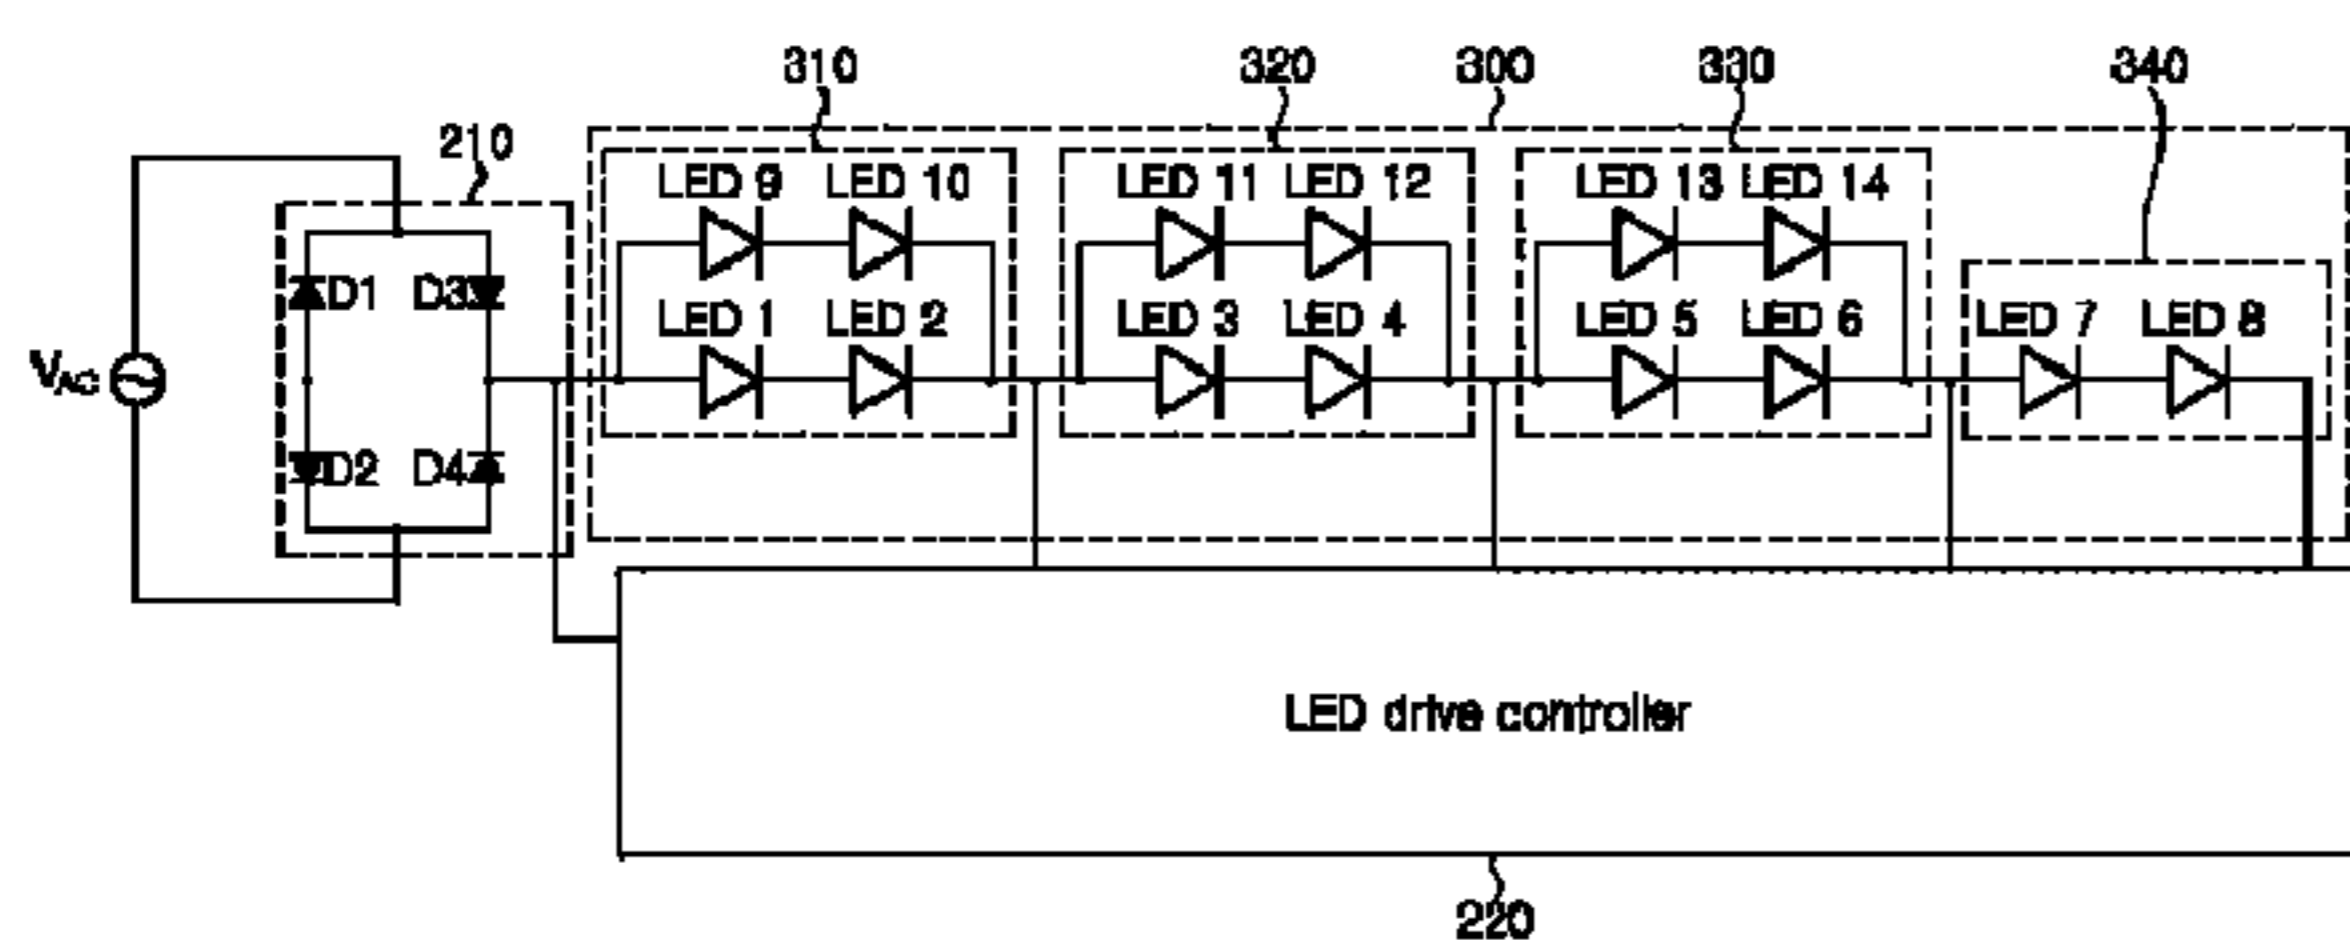 310 320 300 330 340
210
LED 9 LED 10 LED 11 LED 12 LED 13 LED 14
D1 D3 LED 1 LED 2 LED 3 LED 4 LED 5 LED 6 LED 7 LED 8
VAC
D2 D4
LED drive controller
220